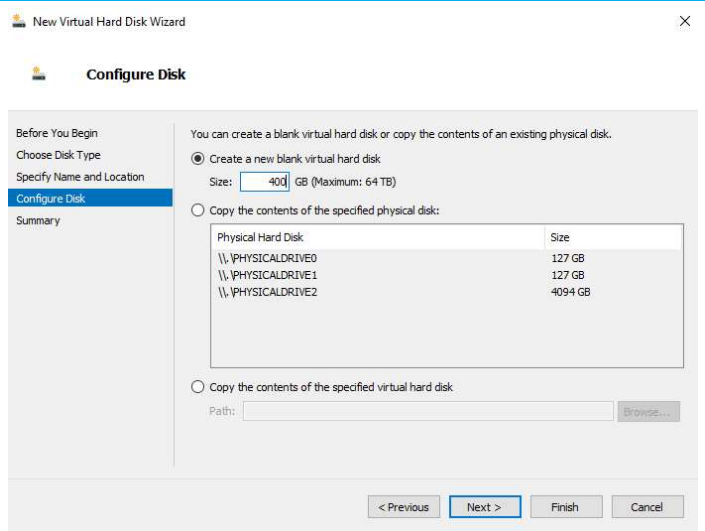 New Virtual Hard Disk Wizard
Configure Disk
Before You Begin
Choose Disk Type
Specify Name and Location
Configure Disk
Summary
You can create a blank virtual hard disk or copy the contents of an existing physical disk.
Create a new blank virtual hard disk
Size: 400 GB (Maximum: 64 TB)
Copy the contents of the specified physical disk:
Physical Hard Disk Size
\\.\PHYSICALDRIVE0 127 GB
\\.\PHYSICALDRIVE1 127 GB
\\.\PHYSICALDRIVE2 4094 GB
Copy the contents of the specified virtual hard disk
Path: Browse...
< Previous Next > Finish Cancel